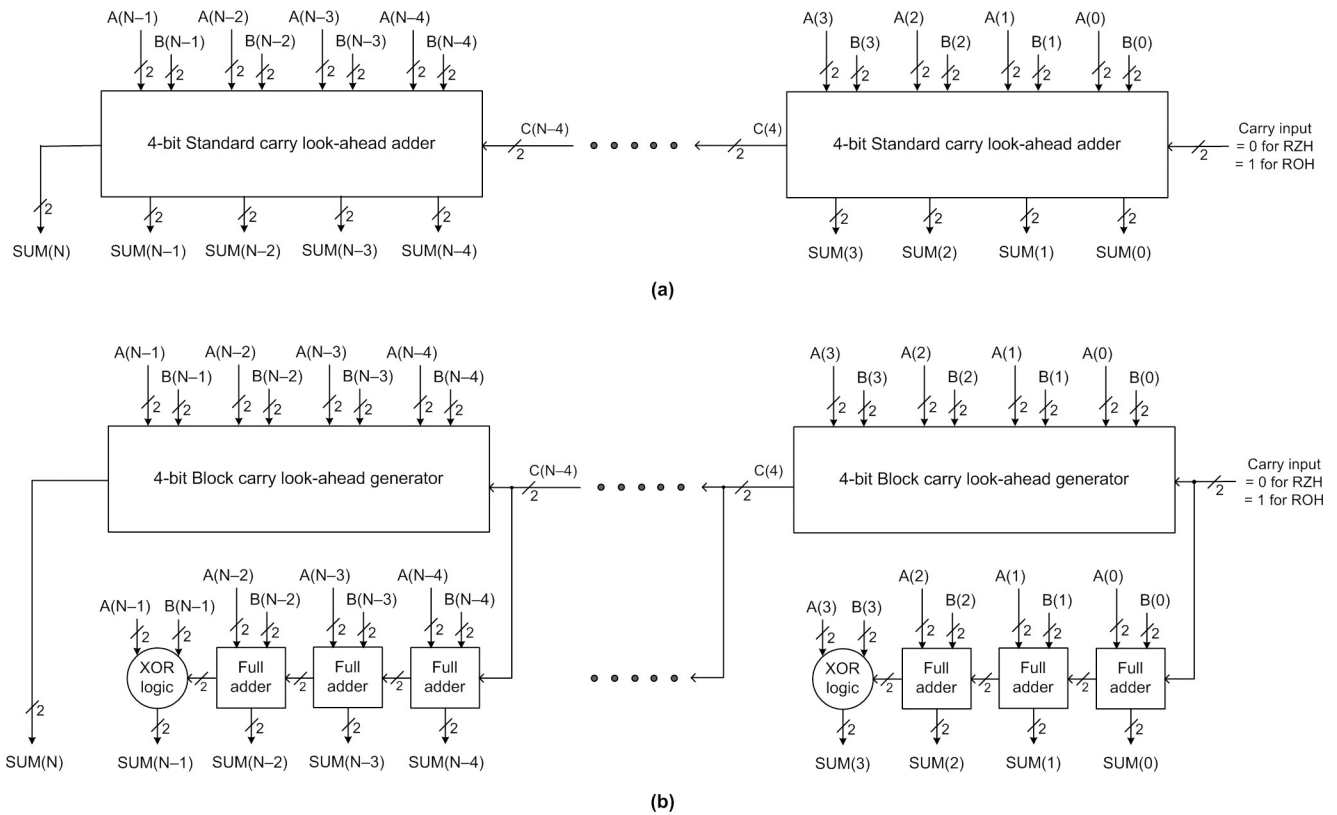 A(N–1) A(N–2) A(N–3) A(N–4) A(3) A(2) A(1) A(0)
B(N–1) B(N–2) B(N–3) B(N–4) B(3) B(2) B(1) B(0)
2 2 2 2 2 2 2 2 2 2 2 2 2 2 2 2
4-bit Standard carry look-ahead adder
C(N–4)
2
C(4)
2
4-bit Standard carry look-ahead adder
2
Carry input
= 0 for RZH
= 1 for ROH
2 2 2 2 2 2 2 2 2
SUM(N) SUM(N–1) SUM(N–2) SUM(N–3) SUM(N–4) SUM(3) SUM(2) SUM(1) SUM(0)
(a)
A(N–1) A(N–2) A(N–3) A(N–4) A(3) A(2) A(1) A(0)
B(N–1) B(N–2) B(N–3) B(N–4) B(3) B(2) B(1) B(0)
2 2 2 2 2 2 2 2 2 2 2 2 2 2 2 2
4-bit Block carry look-ahead generator
C(N–4)
2
C(4)
2
4-bit Block carry look-ahead generator
2
Carry input
= 0 for RZH
= 1 for ROH
A(N–2) A(N–3) A(N–4) A(2) A(1) A(0)
A(N–1) B(N–1) B(N–2) B(N–3) B(N–4) A(3) B(3) B(2) B(1) B(0)
2 2 2 2 2 2 2 2 2 2 2 2 2 2 2 2
XOR logic
2
Full adder
2
Full adder
2
Full adder
XOR logic
2
Full adder
2
Full adder
2
Full adder
2 2 2 2 2 2 2 2 2
SUM(N) SUM(N–1) SUM(N–2) SUM(N–3) SUM(N–4) SUM(3) SUM(2) SUM(1) SUM(0)
(b)